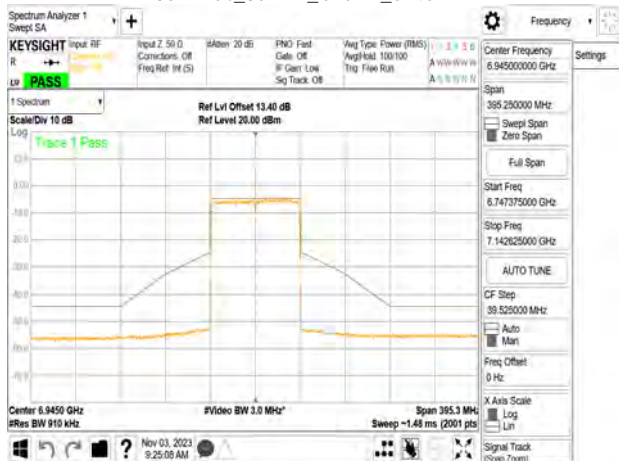 Spectrum Analyzer 1
Swept SA
Frequency
KEYSIGHT
Input: RF
Input Z: 50 Ω
#Atten: 20 dB
PNO: Fast
Avg Type: Power (RMS)
Center Frequency
Settings
R
Corrections: Off
Gate: Off
Avg|Hold: 100/100
6.945000000 GHz
Freq Ref: Int (S)
IF Gain: Low
Trig: Free Run
Sig Track: Off
PASS
Span
395.250000 MHz
1 Spectrum
Ref Lvl Offset 13.40 dB
Swept Span
Zero Span
Scale/Div 10 dB
Ref Level 20.00 dBm
Log
Trace 1 Pass
Full Span
Start Freq
6.747375000 GHz
Stop Freq
7.142625000 GHz
AUTO TUNE
CF Step
39.525000 MHz
Auto
Man
Freq Offset
0 Hz
X Axis Scale
Log
Lin
Center 6.9450 GHz
#Video BW 3.0 MHz*
Span 395.3 MHz
#Res BW 910 kHz
Sweep ~1.48 ms (2001 pts)
Nov 03, 2023
9:25:08 AM
Signal Track
(Span Zoom)